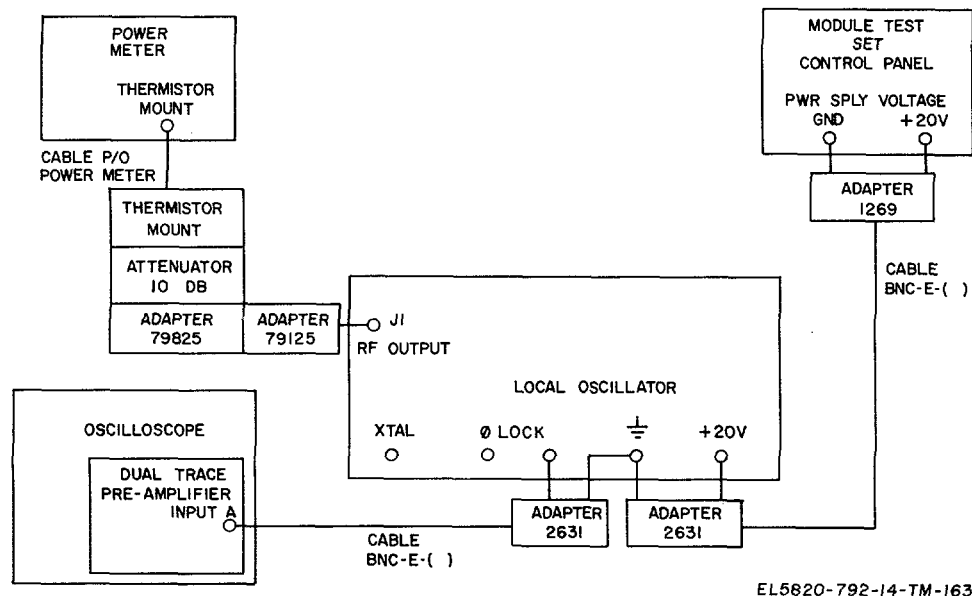 POWER
METER
THERMISTOR
MOUNT
CABLE P/O
POWER METER
THERMISTOR
MOUNT
ATTENUATOR
10 DB
ADAPTER
79825
ADAPTER
79125
J1
RF OUTPUT
MODULE TEST
SET
CONTROL PANEL
PWR SPLY VOLTAGE
GND +20V
ADAPTER
1269
CABLE
BNC-E-( )
LOCAL OSCILLATOR
XTAL Ø LOCK +20V
OSCILLOSCOPE
DUAL TRACE
PRE-AMPLIFIER
INPUT A
CABLE
BNC-E-( )
ADAPTER
2631
ADAPTER
2631
EL5820-792-14-TM-163